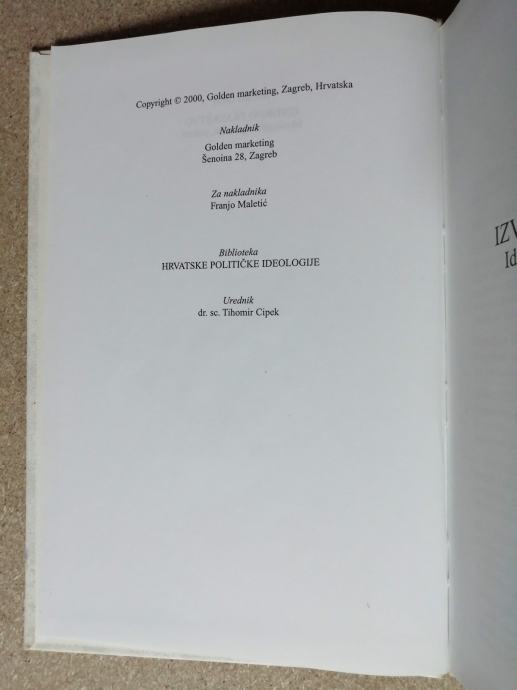 Copyright © 2000, Golden marketing, Zagreb, Hrvatska
Nakladnik
Golden marketing
Šenoina 28, Zagreb
Za nakladnika
Franjo Maletić
Biblioteka
HRVATSKE POLITIČKE IDEOLOGIJE
Urednik
dr. sc. Tihomir Cipek